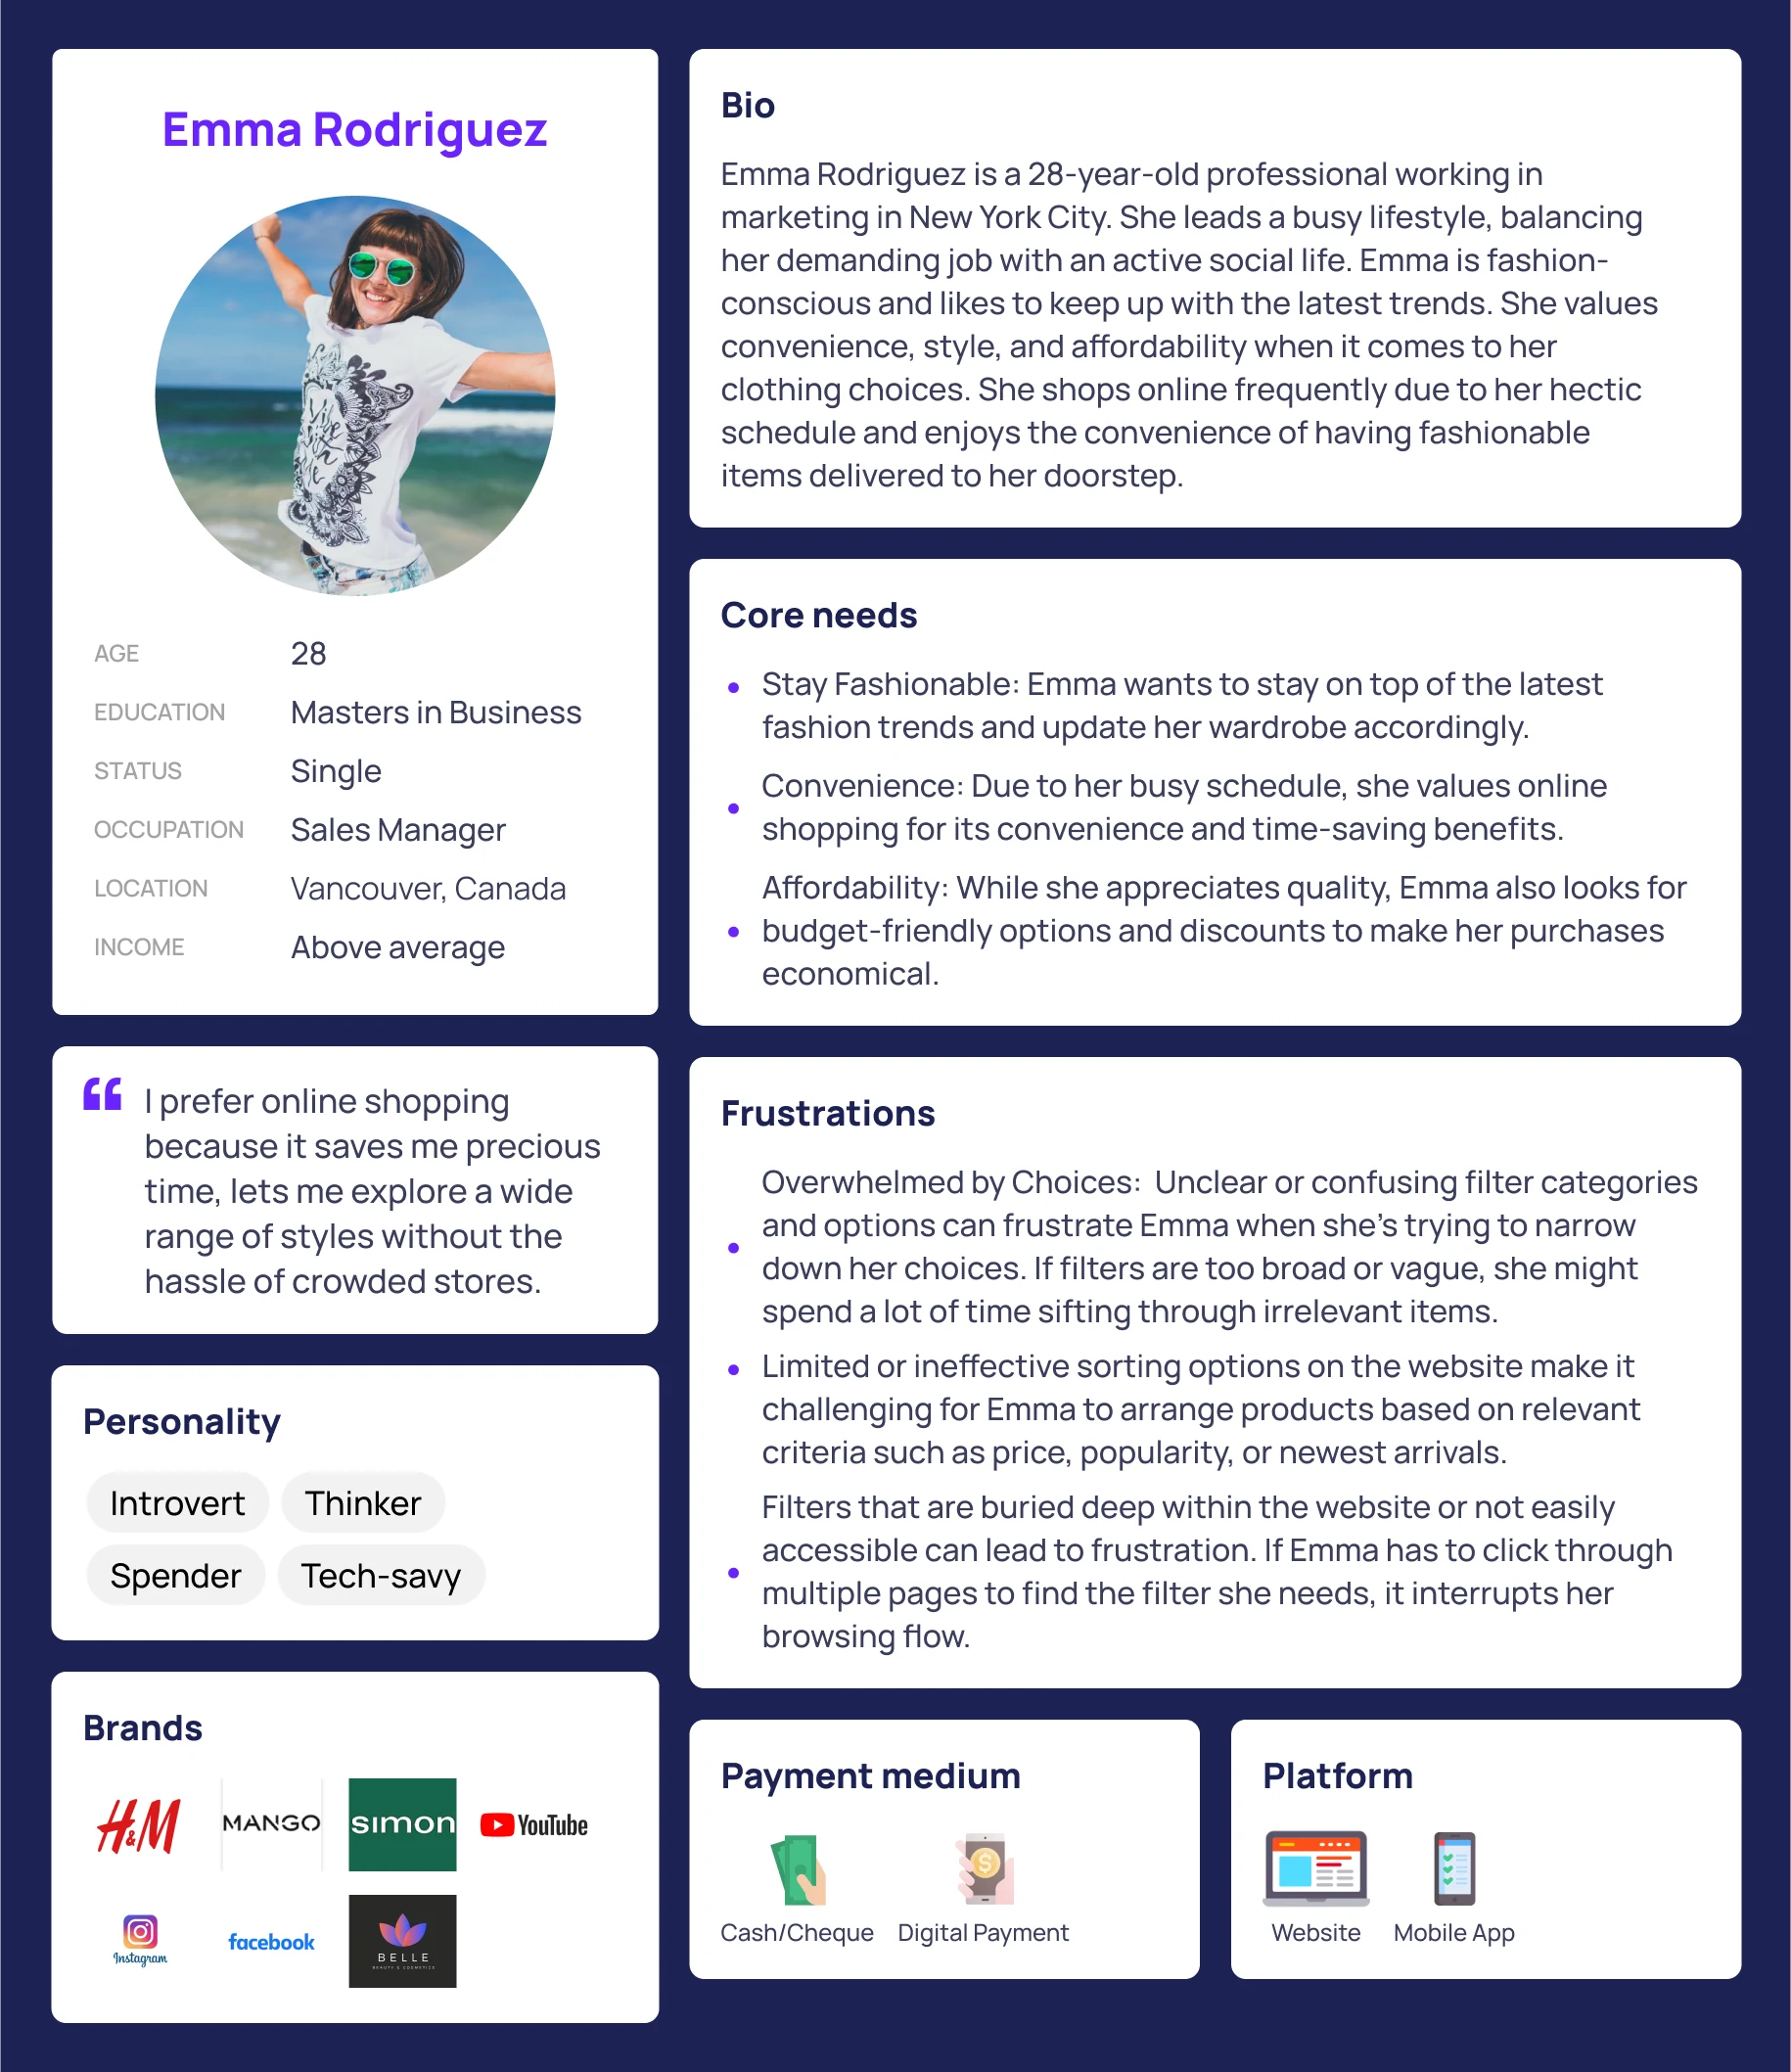 Emma Rodriguez
AGE 28
EDUCATION Masters in Business
STATUS Single
OCCUPATION Sales Manager
LOCATION Vancouver, Canada
INCOME Above average
“ I prefer online shopping
because it saves me precious
time, lets me explore a wide
range of styles without the
hassle of crowded stores.
Personality
Introvert Thinker
Spender Tech-savy
Brands
H&M MANGO simon YouTube
Instagram facebook BELLE
BEAUTY & COSMETICS
Bio
Emma Rodriguez is a 28-year-old professional working in
marketing in New York City. She leads a busy lifestyle, balancing
her demanding job with an active social life. Emma is fashion-
conscious and likes to keep up with the latest trends. She values
convenience, style, and affordability when it comes to her
clothing choices. She shops online frequently due to her hectic
schedule and enjoys the convenience of having fashionable
items delivered to her doorstep.
Core needs
• Stay Fashionable: Emma wants to stay on top of the latest
fashion trends and update her wardrobe accordingly.
• Convenience: Due to her busy schedule, she values online
shopping for its convenience and time-saving benefits.
• Affordability: While she appreciates quality, Emma also looks for
budget-friendly options and discounts to make her purchases
economical.
Frustrations
• Overwhelmed by Choices:  Unclear or confusing filter categories
and options can frustrate Emma when she’s trying to narrow
down her choices. If filters are too broad or vague, she might
spend a lot of time sifting through irrelevant items.
• Limited or ineffective sorting options on the website make it
challenging for Emma to arrange products based on relevant
criteria such as price, popularity, or newest arrivals.
• Filters that are buried deep within the website or not easily
accessible can lead to frustration. If Emma has to click through
multiple pages to find the filter she needs, it interrupts her
browsing flow.
Payment medium
$
Cash/Cheque Digital Payment
Platform
Website Mobile App